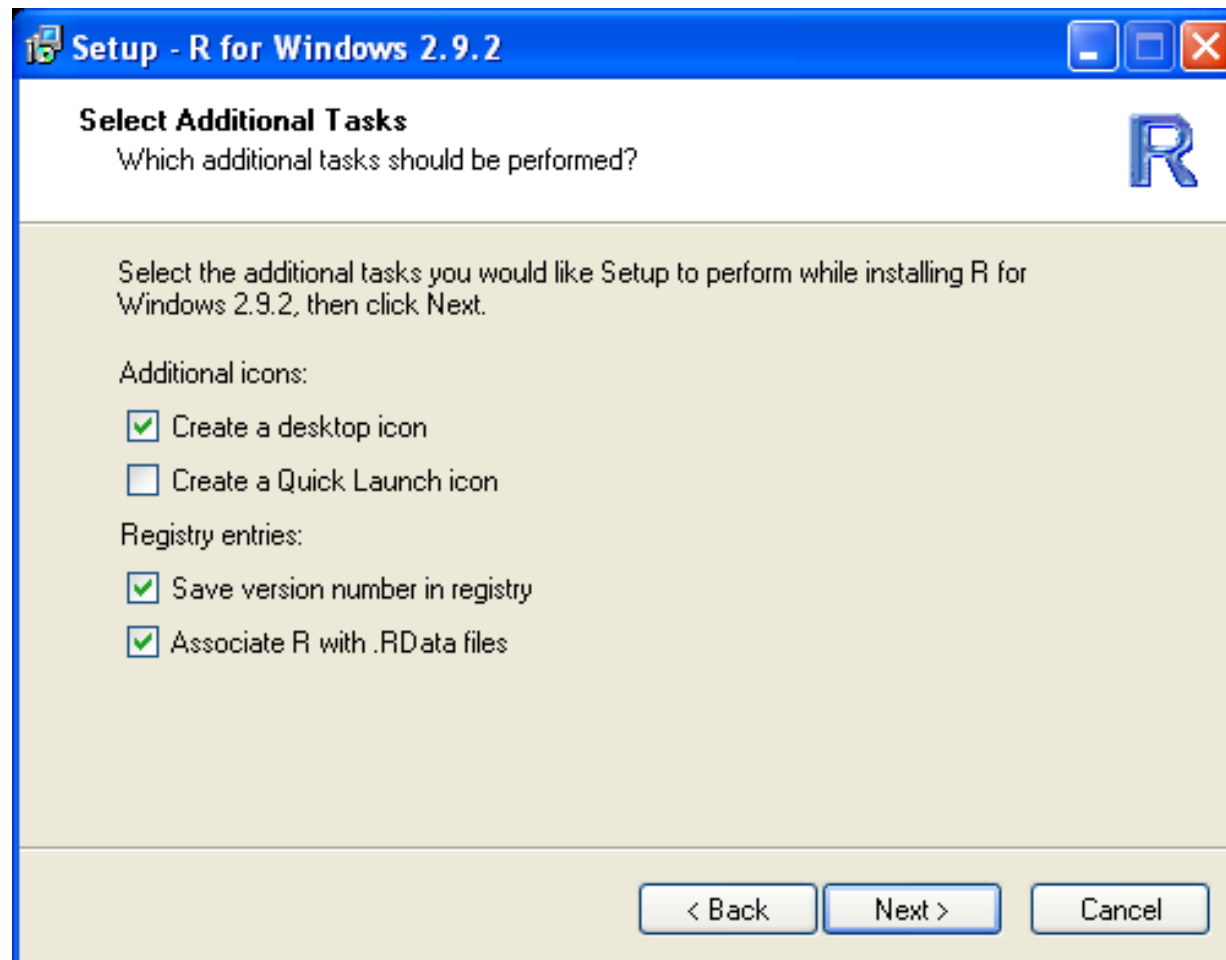 Setup - R for Windows 2.9.2
Select Additional Tasks
Which additional tasks should be performed?
R
Select the additional tasks you would like Setup to perform while installing R for
Windows 2.9.2, then click Next.
Additional icons:
Create a desktop icon
Create a Quick Launch icon
Registry entries:
Save version number in registry
Associate R with .RData files
< Back Next > Cancel